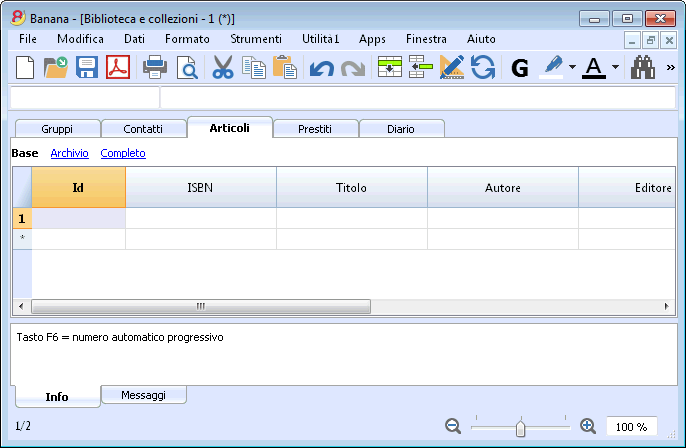 Banana - [Biblioteca e collezioni - 1 (*)]
File Modifica Dati Formato Strumenti Utilità1 Apps Finestra Aiuto
G A »
Gruppi Contatti Articoli Prestiti Diario
Base Archivio Completo
Id ISBN Titolo Autore Editore
1
*
Tasto F6 = numero automatico progressivo
Info Messaggi
1/2 100 %